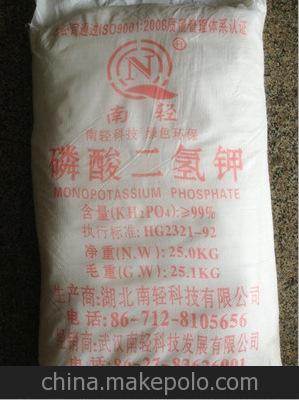 公司通过ISO9001:2008质量管理体系认证
N
南轻
南轻科技 绿色环保
磷酸二氢钾
MONOPOTASSIUM PHOSPHATE
含量(KH₂PO₄):≥99%
执行标准:HG2321-92
净重(N.W):25.0KG
毛重(G.W):25.1KG
生产商:湖北南轻科技有限公司
电话:86-712-8105656
经销商:武汉南轻科技发展有限公司
china.makepolo.com